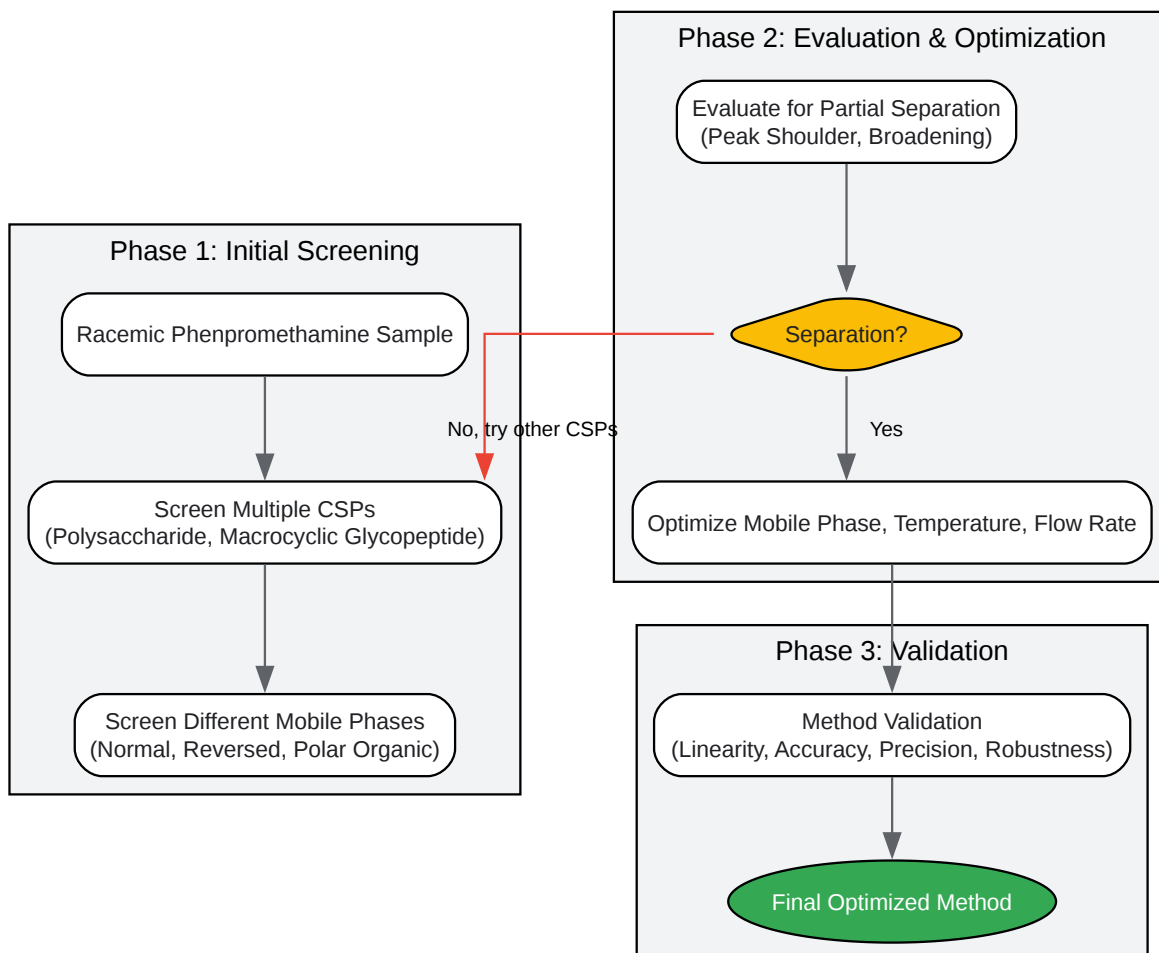 Phase 1: Initial Screening
Racemic Phenpromethamine Sample
Screen Multiple CSPs
(Polysaccharide, Macrocyclic Glycopeptide)
Screen Different Mobile Phases
(Normal, Reversed, Polar Organic)
Phase 2: Evaluation & Optimization
Evaluate for Partial Separation
(Peak Shoulder, Broadening)
Separation?
No, try other CSPs
Yes
Optimize Mobile Phase, Temperature, Flow Rate
Phase 3: Validation
Method Validation
(Linearity, Accuracy, Precision, Robustness)
Final Optimized Method